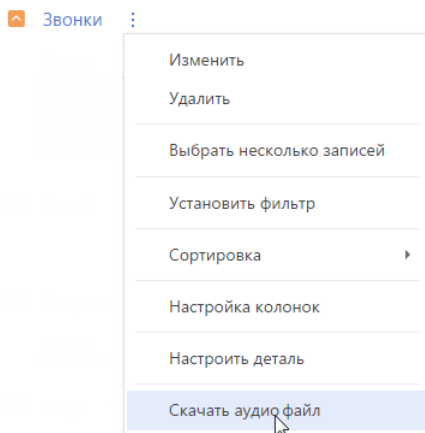 Звонки
Изменить
Удалить
Выбрать несколько записей
Установить фильтр
Сортировка
Настройка колонок
Настроить деталь
Скачать аудио файл